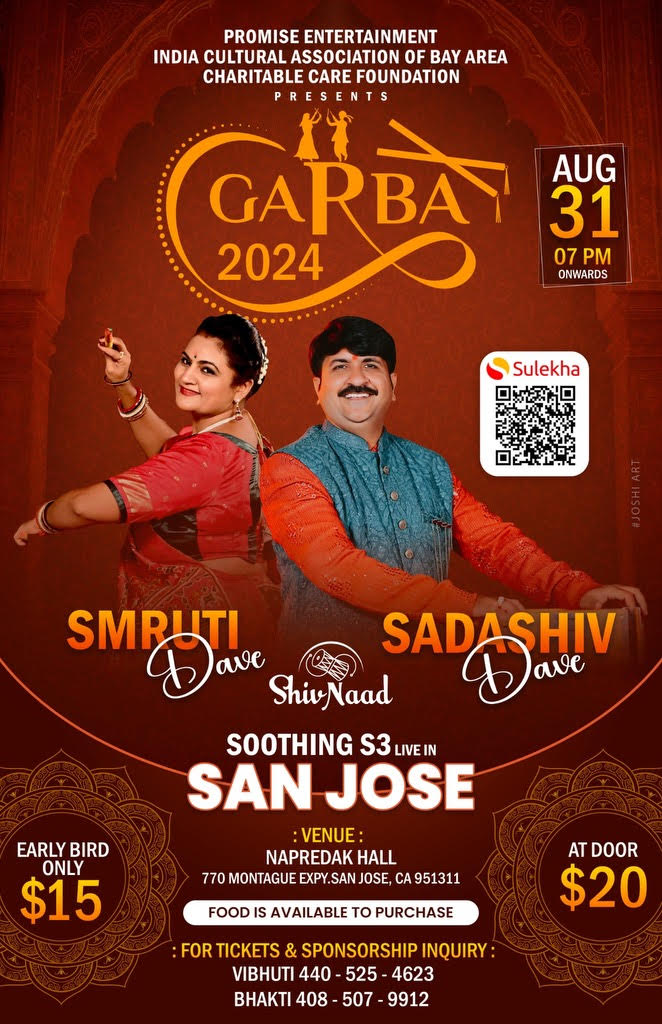 PROMISE ENTERTAINMENT
INDIA CULTURAL ASSOCIATION OF BAY AREA
CHARITABLE CARE FOUNDATION
PRESENTS
GARBA
2024
AUG
31
07 PM
ONWARDS
Sulekha
#JOSHI ART
SMRUTI
Dave
SADASHIV
Dave
ShivNaad
SOOTHING S3 LIVE IN
SAN JOSE
: VENUE :
NAPREDAK HALL
770 MONTAGUE EXPY.SAN JOSE, CA 951311
EARLY BIRD
ONLY
$15
AT DOOR
$20
FOOD IS AVAILABLE TO PURCHASE
: FOR TICKETS & SPONSORSHIP INQUIRY :
VIBHUTI 440 - 525 - 4623
BHAKTI 408 - 507 - 9912